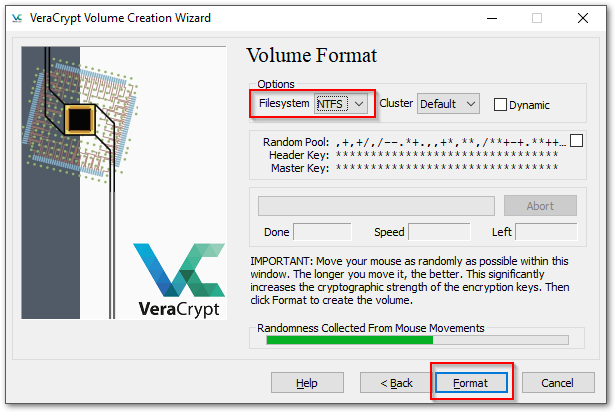 VeraCrypt Volume Creation Wizard
Volume Format
Options
Filesystem NTFS Cluster Default Dynamic
Random Pool: ,+,+/,/--.*+.,,+*,**,/**+-+.**++...
Header Key: **********************************
Master Key: **********************************
Abort
Done Speed Left
IMPORTANT: Move your mouse as randomly as possible within this
window. The longer you move it, the better. This significantly
increases the cryptographic strength of the encryption keys. Then
click Format to create the volume.
Randomness Collected From Mouse Movements
VeraCrypt
Help < Back Format Cancel